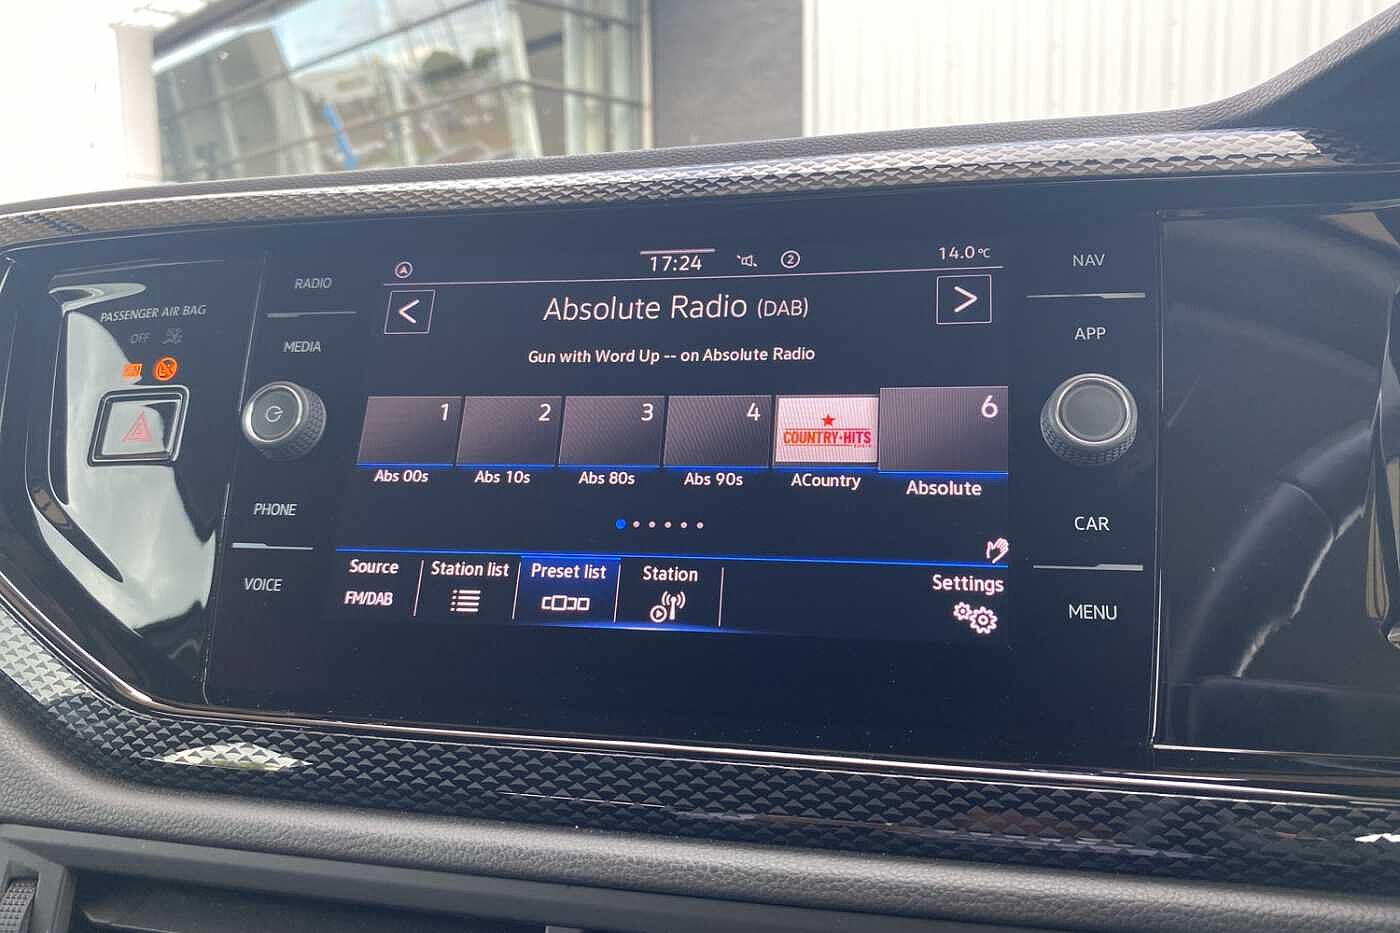 17:24
2
14.0°C
NAV
RADIO
Absolute Radio (DAB)
PASSENGER AIR BAG
OFF
APP
MEDIA
Gun with Word Up -- on Absolute Radio
1
2
3
4
6
COUNTRY★HITS
Abs 00s
Abs 10s
Abs 80s
Abs 90s
ACountry
Absolute
PHONE
CAR
VOICE
Source
FM/DAB
Station list
Preset list
Station
Settings
MENU